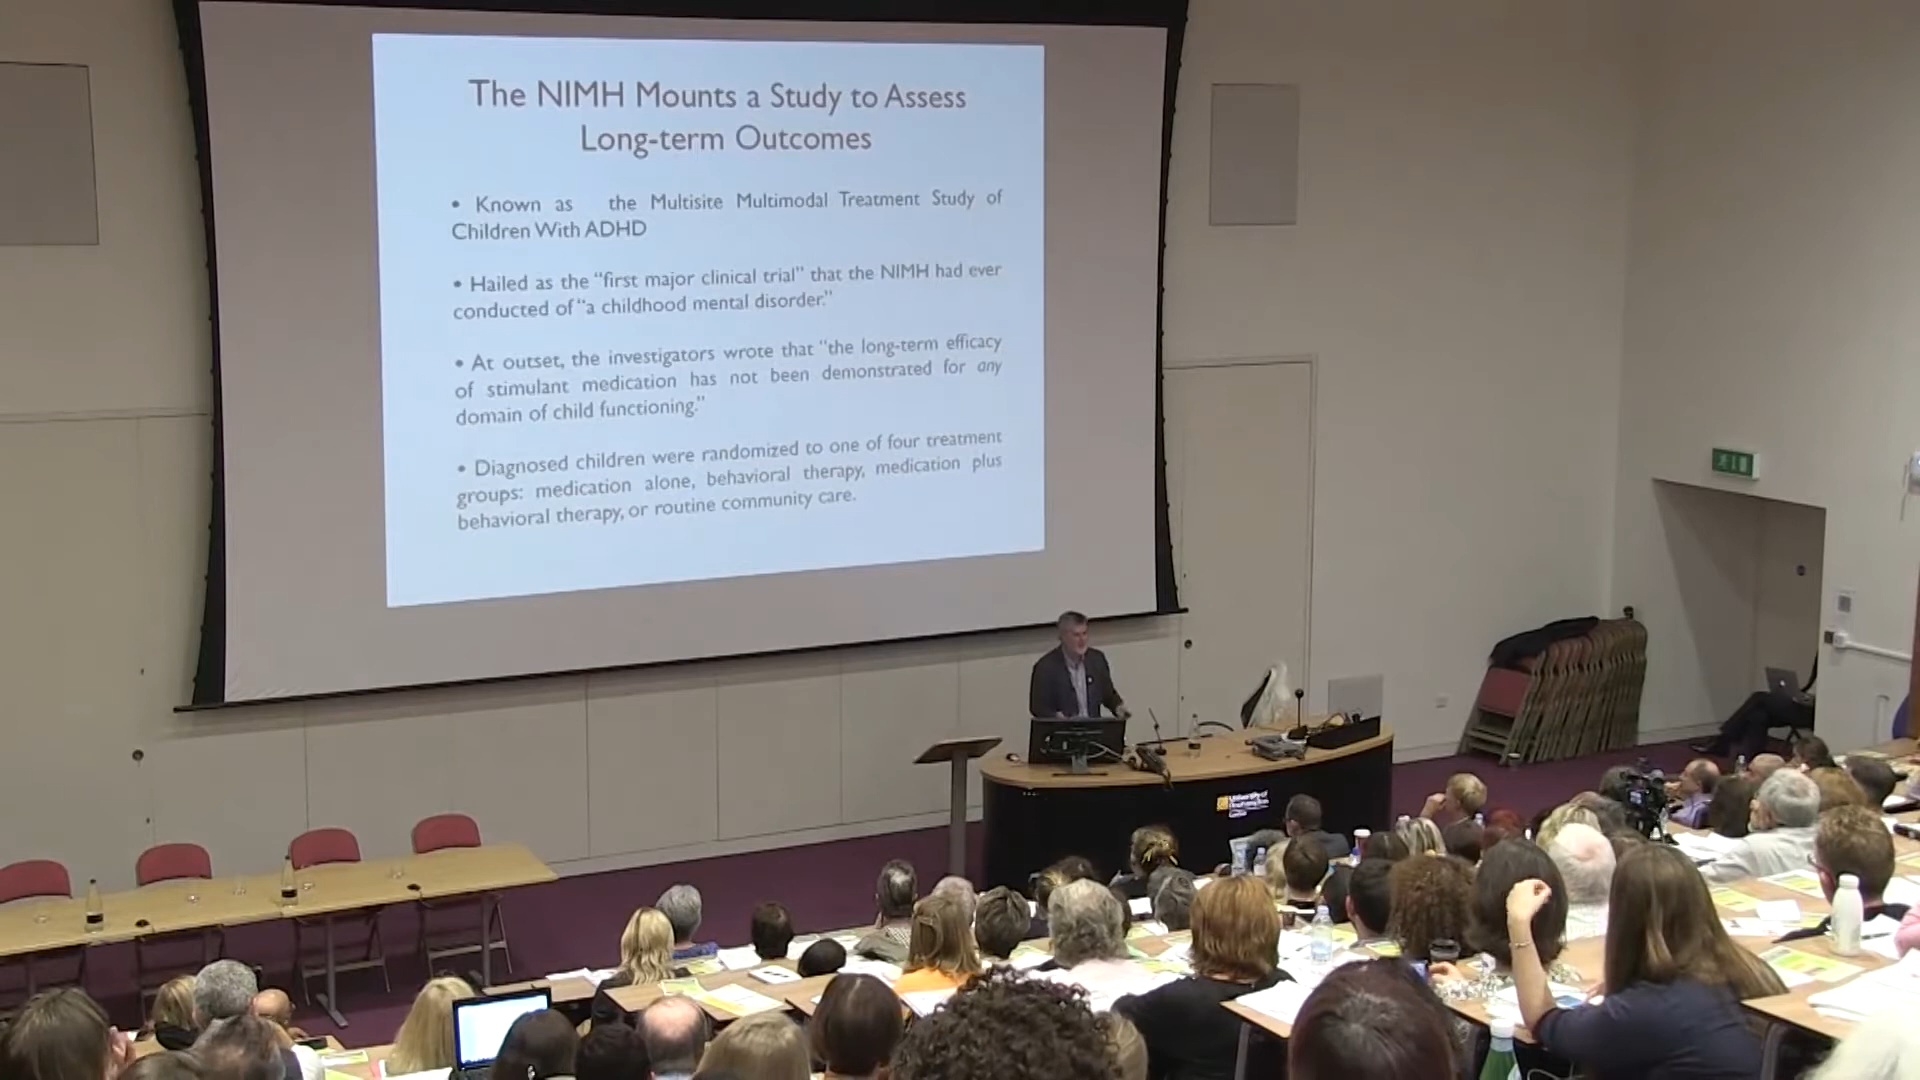 The NIMH Mounts a Study to Assess
Long-term Outcomes
• Known as the Multisite Multimodal Treatment Study of
Children With ADHD
• Hailed as the “first major clinical trial” that the NIMH had ever
conducted of “a childhood mental disorder.”
• At outset, the investigators wrote that “the long-term efficacy
of stimulant medication has not been demonstrated for any
domain of child functioning.”
• Diagnosed children were randomized to one of four treatment
groups: medication alone, behavioral therapy, medication plus
behavioral therapy, or routine community care.
University of